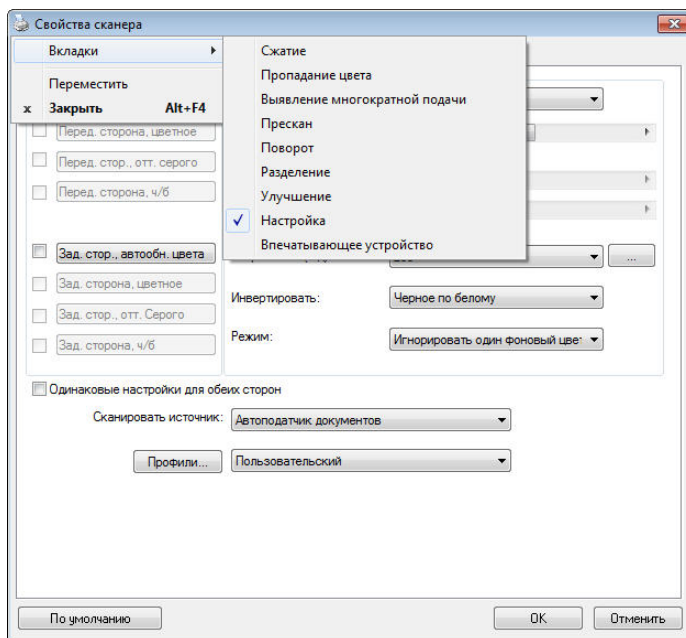 Свойства сканера
Вкладки
Переместить
x Закрыть Alt+F4
Сжатие
Пропадание цвета
Выявление многократной подачи
Прескан
Поворот
Разделение
Улучшение
Настройка
Впечатывающее устройство
Перед. сторона, цветное
Перед. стор., отт. серого
Перед. сторона, ч/б
Зад. стор., автообн. цвета
...
Зад. сторона, цветное
Инвертировать:
Черное по белому
Зад. стор., отт. Серого
Зад. сторона, ч/б
Режим:
Игнорировать один фоновый цвет
Одинаковые настройки для обеих сторон
Сканировать источник:
Автоподатчик документов
Профили...
Пользовательский
По умолчанию
OK
Отменить